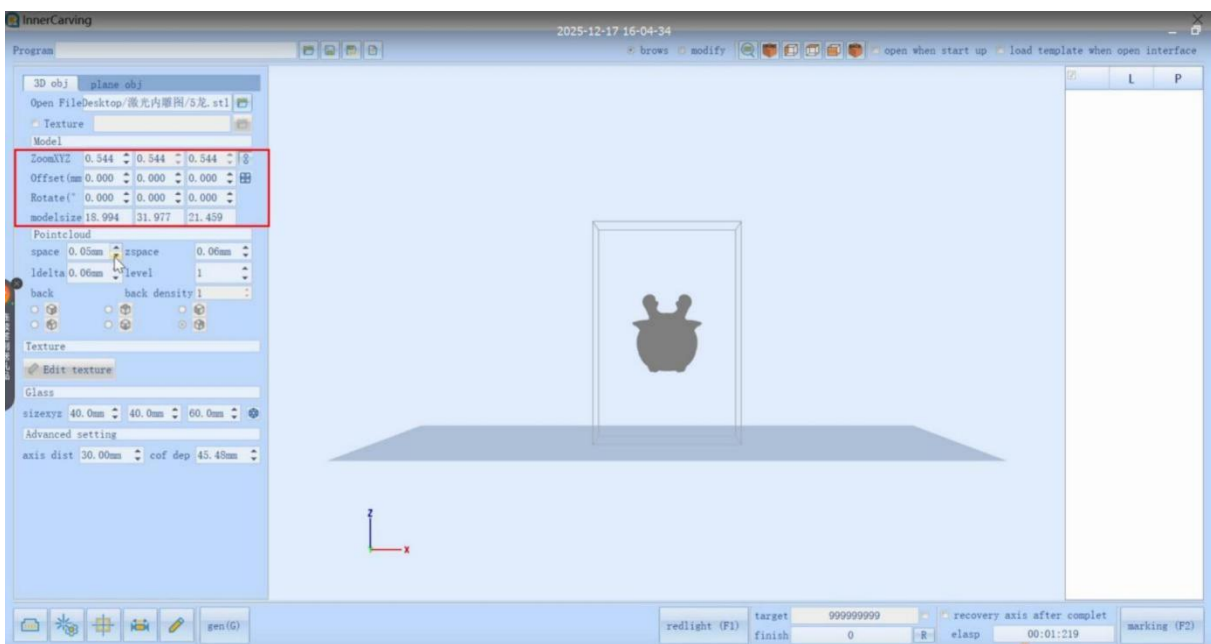 InnerCarving
2025-12-17 16-04-34
Program brows modify open when start up load template when open interface
3D obj plane obj L P
Open File Desktop/激光内雕图/5龙.stl
Texture
Model
ZoomXYZ 0.544 0.544 0.544
Offset(mm 0.000 0.000 0.000
Rotate(° 0.000 0.000 0.000
modelsize 18.994 31.977 21.459
Pointcloud
space 0.05mm zspace 0.06mm
ldelta 0.06mm level 1
back back density 1
Texture
Edit texture
Glass
sizexyz 40.0mm 40.0mm 60.0mm
Advanced setting
axis dist 30.00mm cof dep 45.48mm
Z
X
gen(G) redlight (F1) target 999999999 recovery axis after complet marking (F2)
finish 0 R elasp 00:01:219